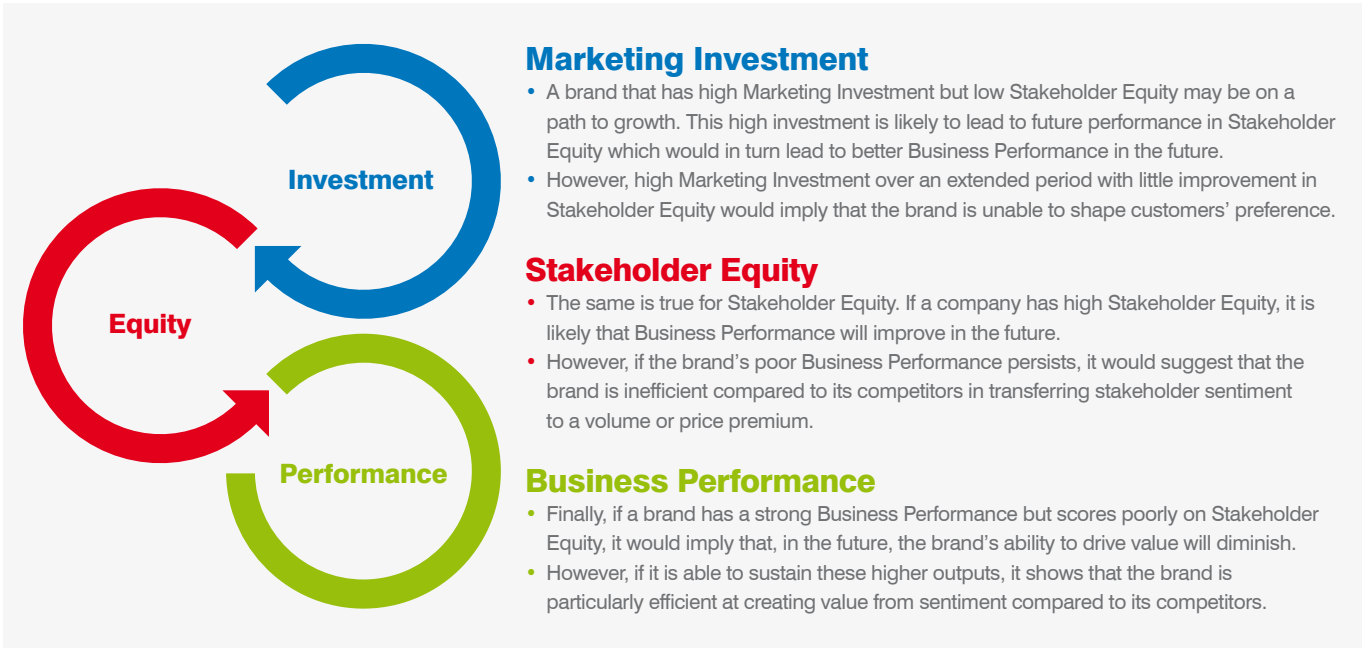 Investment
Equity
Performance
Marketing Investment
• A brand that has high Marketing Investment but low Stakeholder Equity may be on a
path to growth. This high investment is likely to lead to future performance in Stakeholder
Equity which would in turn lead to better Business Performance in the future.
• However, high Marketing Investment over an extended period with little improvement in
Stakeholder Equity would imply that the brand is unable to shape customers’ preference.
Stakeholder Equity
• The same is true for Stakeholder Equity. If a company has high Stakeholder Equity, it is
likely that Business Performance will improve in the future.
• However, if the brand’s poor Business Performance persists, it would suggest that the
brand is inefficient compared to its competitors in transferring stakeholder sentiment
to a volume or price premium.
Business Performance
• Finally, if a brand has a strong Business Performance but scores poorly on Stakeholder
Equity, it would imply that, in the future, the brand’s ability to drive value will diminish.
• However, if it is able to sustain these higher outputs, it shows that the brand is
particularly efficient at creating value from sentiment compared to its competitors.